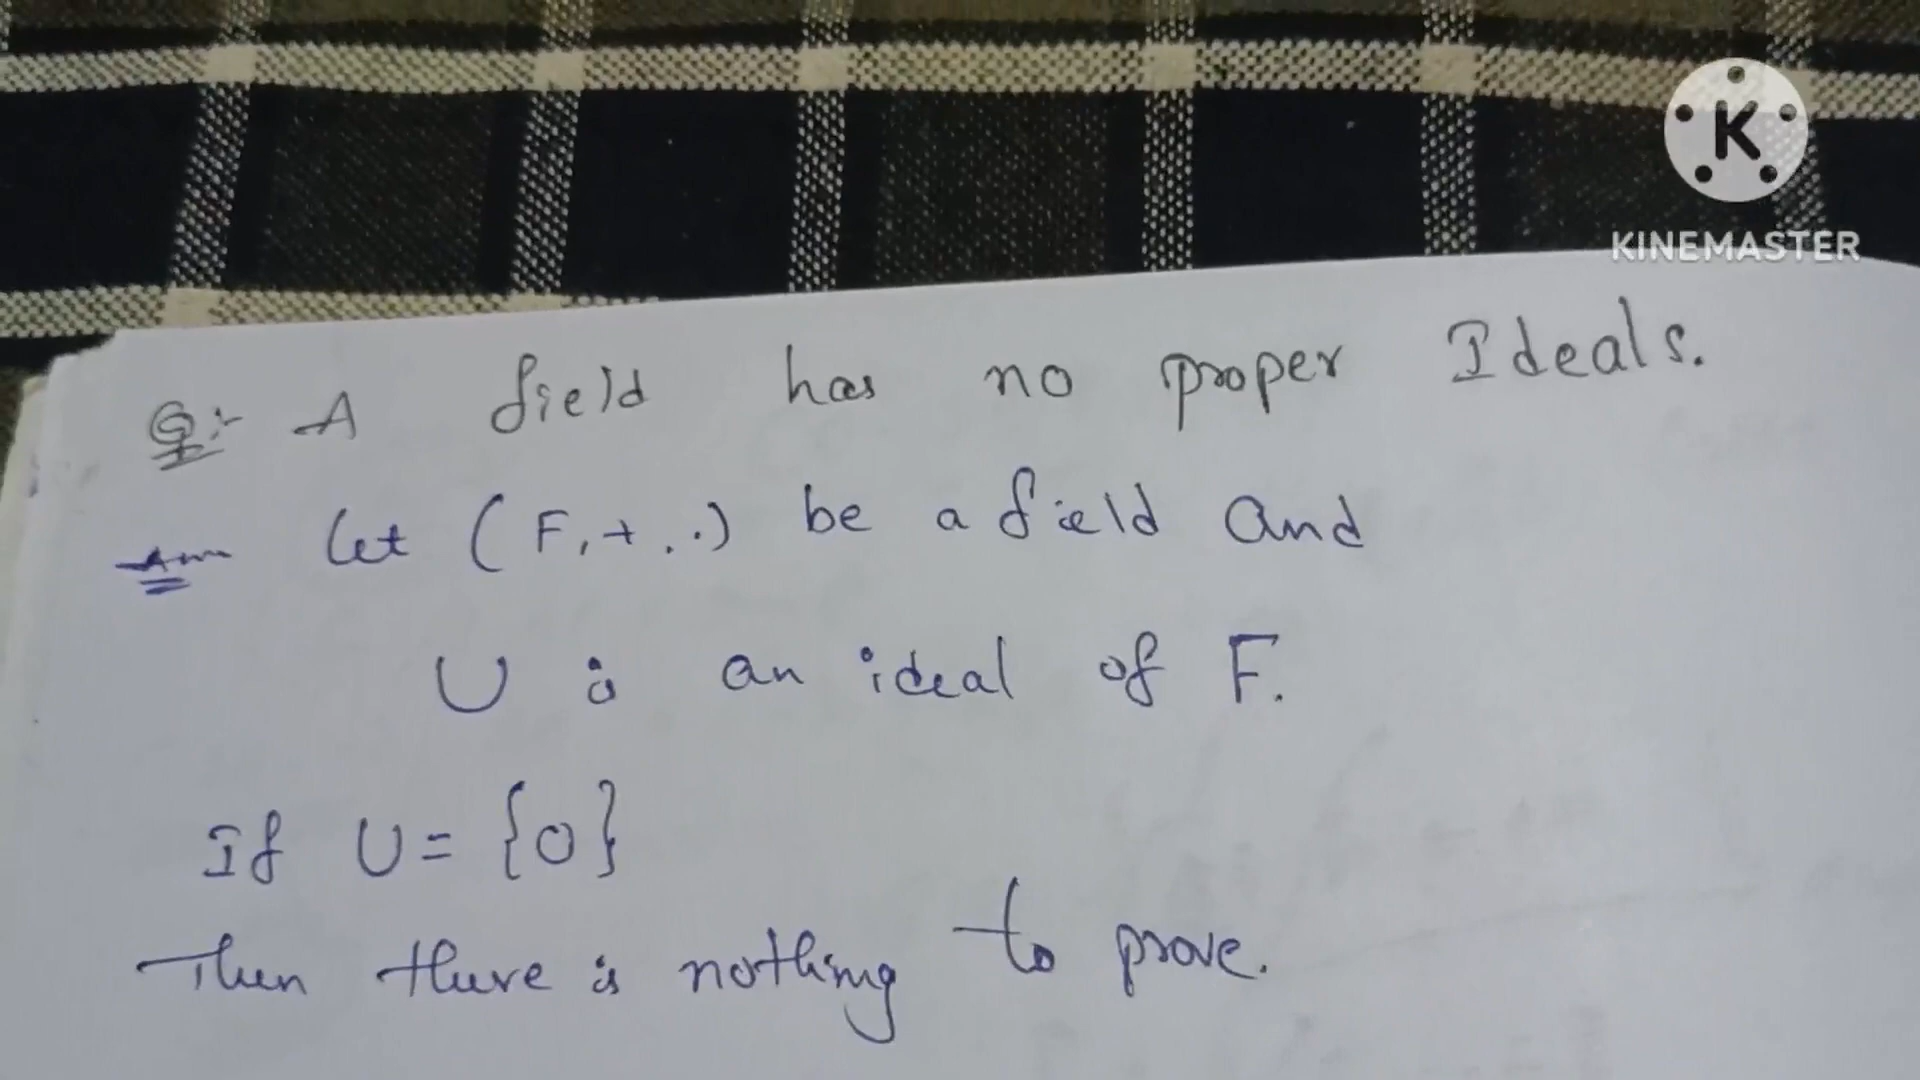 K
KINEMASTER
Q:- A field has no proper Ideals.
Ans Let (F, +, .) be a field and
U is an ideal of F.
If U = {0}
Then there is nothing to prove.